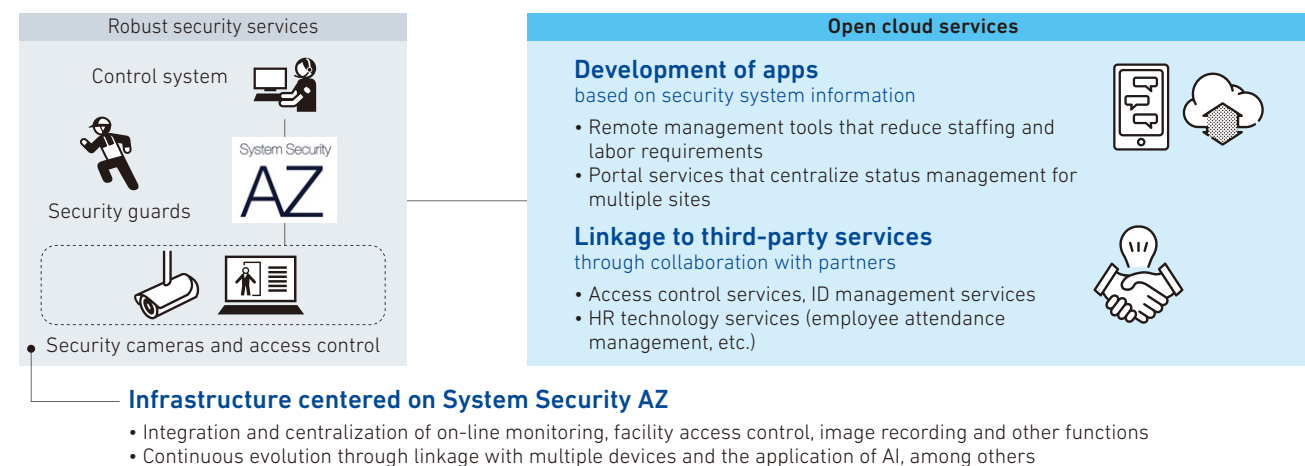 Robust security services
Control system
System Security
AZ
Security guards
Security cameras and access control
Open cloud services
Development of apps
based on security system information
• Remote management tools that reduce staffing and
labor requirements
• Portal services that centralize status management for
multiple sites
Linkage to third-party services
through collaboration with partners
• Access control services, ID management services
• HR technology services (employee attendance
management, etc.)
Infrastructure centered on System Security AZ
• Integration and centralization of on-line monitoring, facility access control, image recording and other functions
• Continuous evolution through linkage with multiple devices and the application of AI, among others